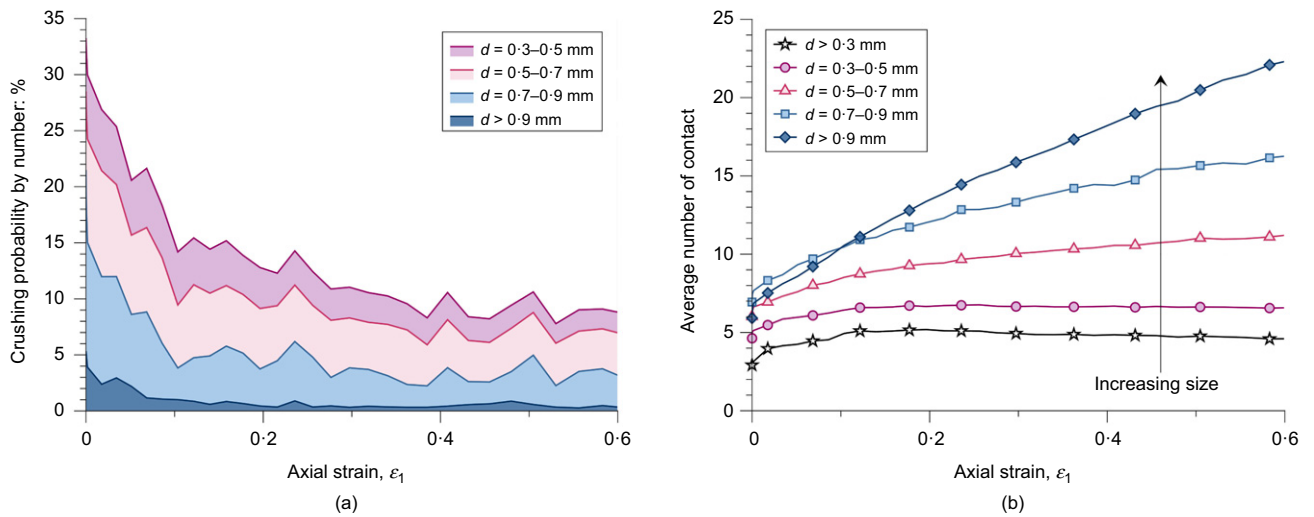 Crushing probability by number: %
35
30
25
20
15
10
5
0
d = 0·3–0·5 mm
d = 0·5–0·7 mm
d = 0·7–0·9 mm
d > 0·9 mm
0 0·2 0·4 0·6
Axial strain, ε1
(a)
Average number of contact
25
20
15
10
5
0
d > 0·3 mm
d = 0·3–0·5 mm
d = 0·5–0·7 mm
d = 0·7–0·9 mm
d > 0·9 mm
Increasing size
0 0·2 0·4 0·6
Axial strain, ε1
(b)